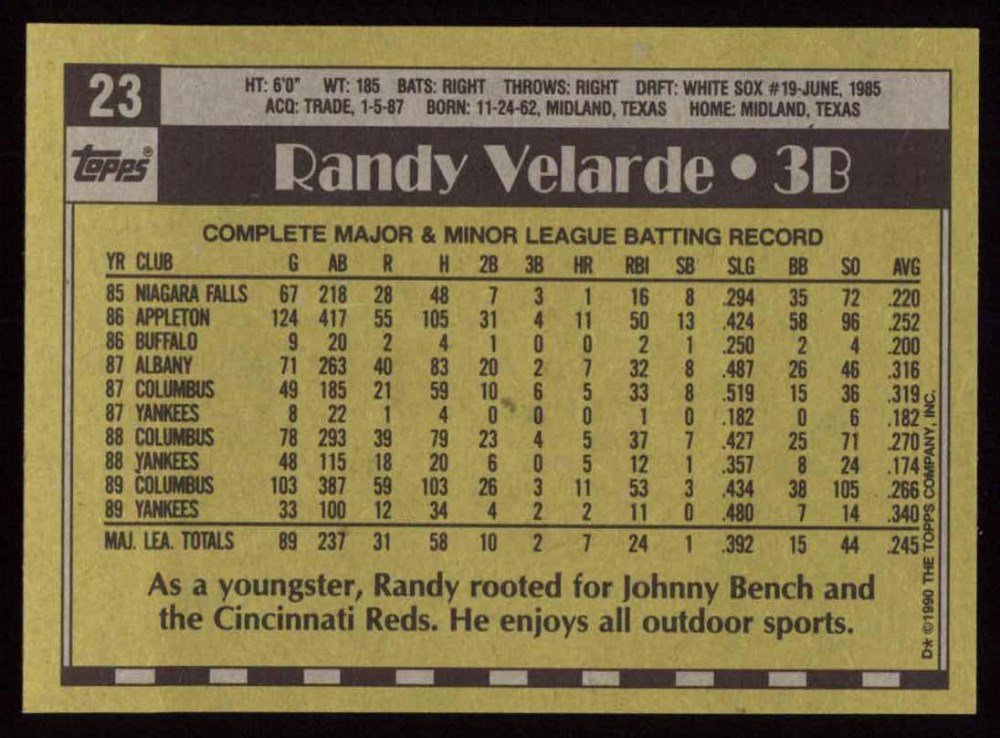 23
HT: 6'0" WT: 185 BATS: RIGHT THROWS: RIGHT DRFT: WHITE SOX #19-JUNE, 1985
ACQ: TRADE, 1-5-87 BORN: 11-24-62, MIDLAND, TEXAS HOME: MIDLAND, TEXAS
topps®
Randy Velarde • 3B
COMPLETE MAJOR & MINOR LEAGUE BATTING RECORD
YR CLUB G AB R H 2B 3B HR RBI SB SLG BB SO AVG
85 NIAGARA FALLS 67 218 28 48 7 3 1 16 8 .294 35 72 .220
86 APPLETON 124 417 55 105 31 4 11 50 13 .424 58 96 .252
86 BUFFALO 9 20 2 4 1 0 0 2 1 .250 2 4 .200
87 ALBANY 71 263 40 83 20 2 7 32 8 .487 26 46 .316
87 COLUMBUS 49 185 21 59 10 6 5 33 8 .519 15 36 .319
87 YANKEES 8 22 1 4 0 0 0 1 0 .182 0 6 .182
88 COLUMBUS 78 293 39 79 23 4 5 37 7 .427 25 71 .270
88 YANKEES 48 115 18 20 6 0 5 12 1 .357 8 24 .174
89 COLUMBUS 103 387 59 103 26 3 11 53 3 .434 38 105 .266
89 YANKEES 33 100 12 34 4 2 2 11 0 .480 7 14 .340
MAJ. LEA. TOTALS 89 237 31 58 10 2 7 24 1 .392 15 44 .245
As a youngster, Randy rooted for Johnny Bench and
the Cincinnati Reds. He enjoys all outdoor sports.
D* ©1990 THE TOPPS COMPANY, INC.